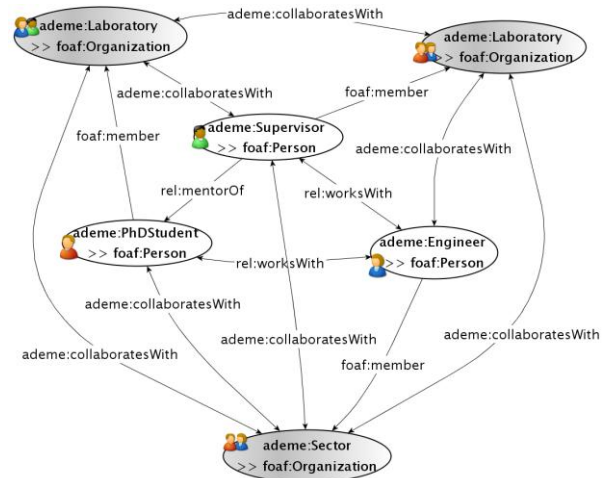 ademe:Laboratory
>> foaf:Organization
ademe:collaboratesWith
ademe:Laboratory
>> foaf:Organization
ademe:collaboratesWith
foaf:member
foaf:member
ademe:Supervisor
>> foaf:Person
ademe:collaboratesWith
rel:mentorOf
rel:worksWith
ademe:PhDStudent
>> foaf:Person
ademe:Engineer
>> foaf:Person
rel:worksWith
ademe:collaboratesWith
ademe:collaboratesWith
ademe:collaboratesWith
ademe:collaboratesWith
foaf:member
ademe:Sector
>> foaf:Organization